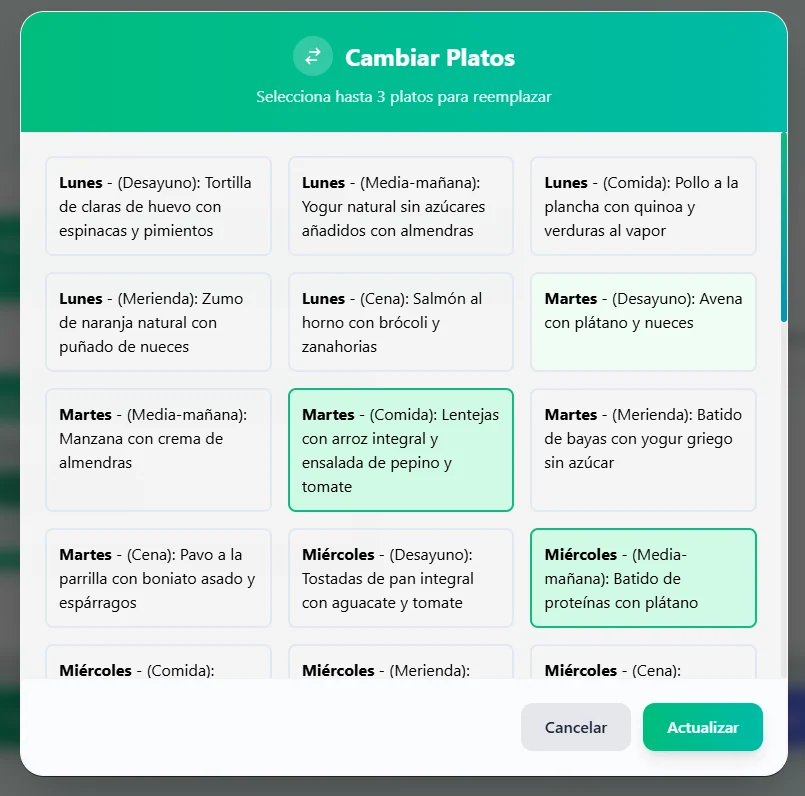 Cambiar Platos
Selecciona hasta 3 platos para reemplazar
Lunes - (Desayuno): Tortilla
de claras de huevo con
espinacas y pimientos
Lunes - (Media-mañana):
Yogur natural sin azúcares
añadidos con almendras
Lunes - (Comida): Pollo a la
plancha con quinoa y
verduras al vapor
Lunes - (Merienda): Zumo
de naranja natural con
puñado de nueces
Lunes - (Cena): Salmón al
horno con brócoli y
zanahorias
Martes - (Desayuno): Avena
con plátano y nueces
Martes - (Media-mañana):
Manzana con crema de
almendras
Martes - (Comida): Lentejas
con arroz integral y
ensalada de pepino y
tomate
Martes - (Merienda): Batido
de bayas con yogur griego
sin azúcar
Martes - (Cena): Pavo a la
parrilla con boniato asado y
espárragos
Miércoles - (Desayuno):
Tostadas de pan integral
con aguacate y tomate
Miércoles - (Media-
mañana): Batido de
proteínas con plátano
Miércoles - (Comida):
Miércoles - (Merienda):
Miércoles - (Cena):
Cancelar
Actualizar